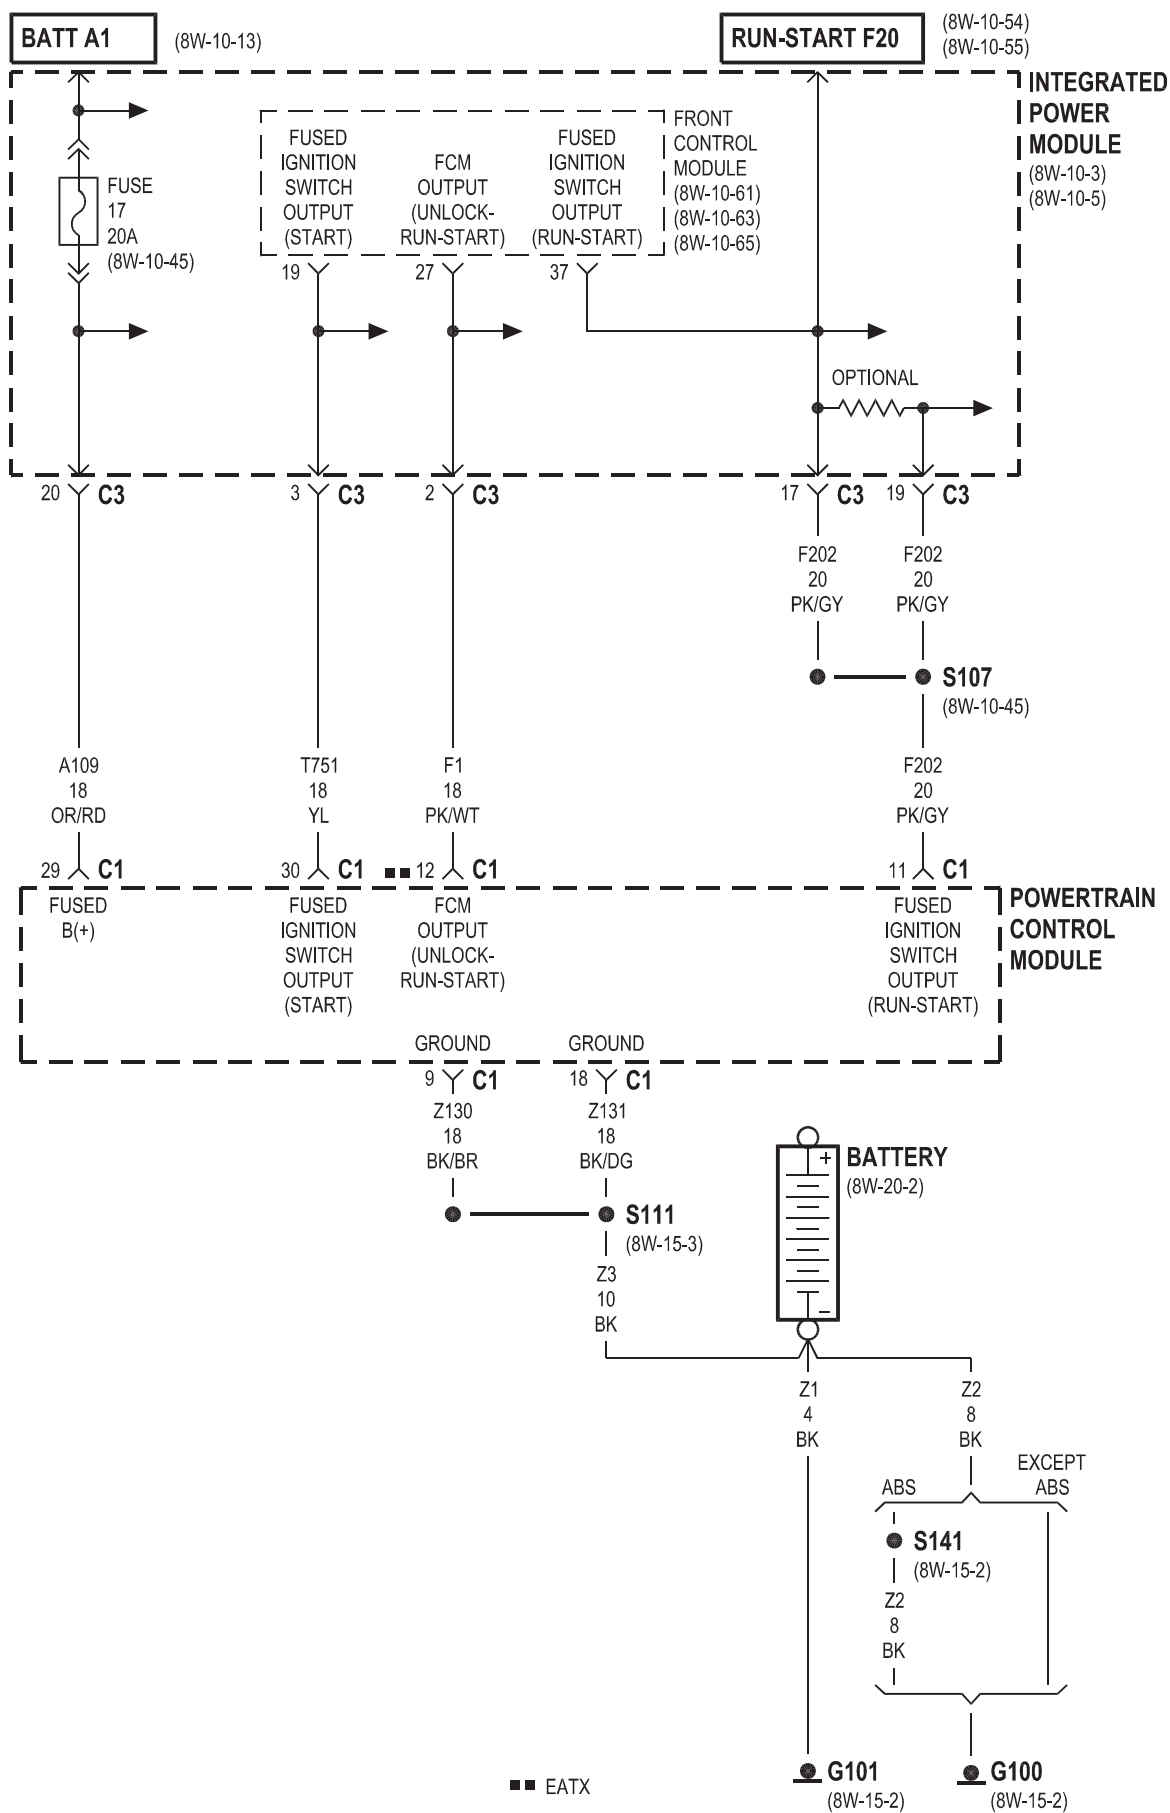 BATT A1
(8W-10-13)
RUN-START F20
(8W-10-54)
(8W-10-55)
INTEGRATED
POWER
MODULE
(8W-10-3)
(8W-10-5)
FUSE
17
20A
(8W-10-45)
FUSED
IGNITION
SWITCH
OUTPUT
(START)
FCM
OUTPUT
(UNLOCK-
RUN-START)
FUSED
IGNITION
SWITCH
OUTPUT
(RUN-START)
FRONT
CONTROL
MODULE
(8W-10-61)
(8W-10-63)
(8W-10-65)
19
27
37
OPTIONAL
20 C3
3 C3
2 C3
17 C3
19 C3
F202
20
PK/GY
F202
20
PK/GY
S107
(8W-10-45)
A109
18
OR/RD
T751
18
YL
F1
18
PK/WT
F202
20
PK/GY
29 C1
30 C1
12 C1
11 C1
POWERTRAIN
CONTROL
MODULE
FUSED
B(+)
FUSED
IGNITION
SWITCH
OUTPUT
(START)
FCM
OUTPUT
(UNLOCK-
RUN-START)
FUSED
IGNITION
SWITCH
OUTPUT
(RUN-START)
GROUND
GROUND
9 C1
18 C1
Z130
18
BK/BR
Z131
18
BK/DG
S111
(8W-15-3)
Z3
10
BK
+
BATTERY
(8W-20-2)
−
Z1
4
BK
Z2
8
BK
ABS
EXCEPT
ABS
S141
(8W-15-2)
Z2
8
BK
G101
(8W-15-2)
G100
(8W-15-2)
EATX